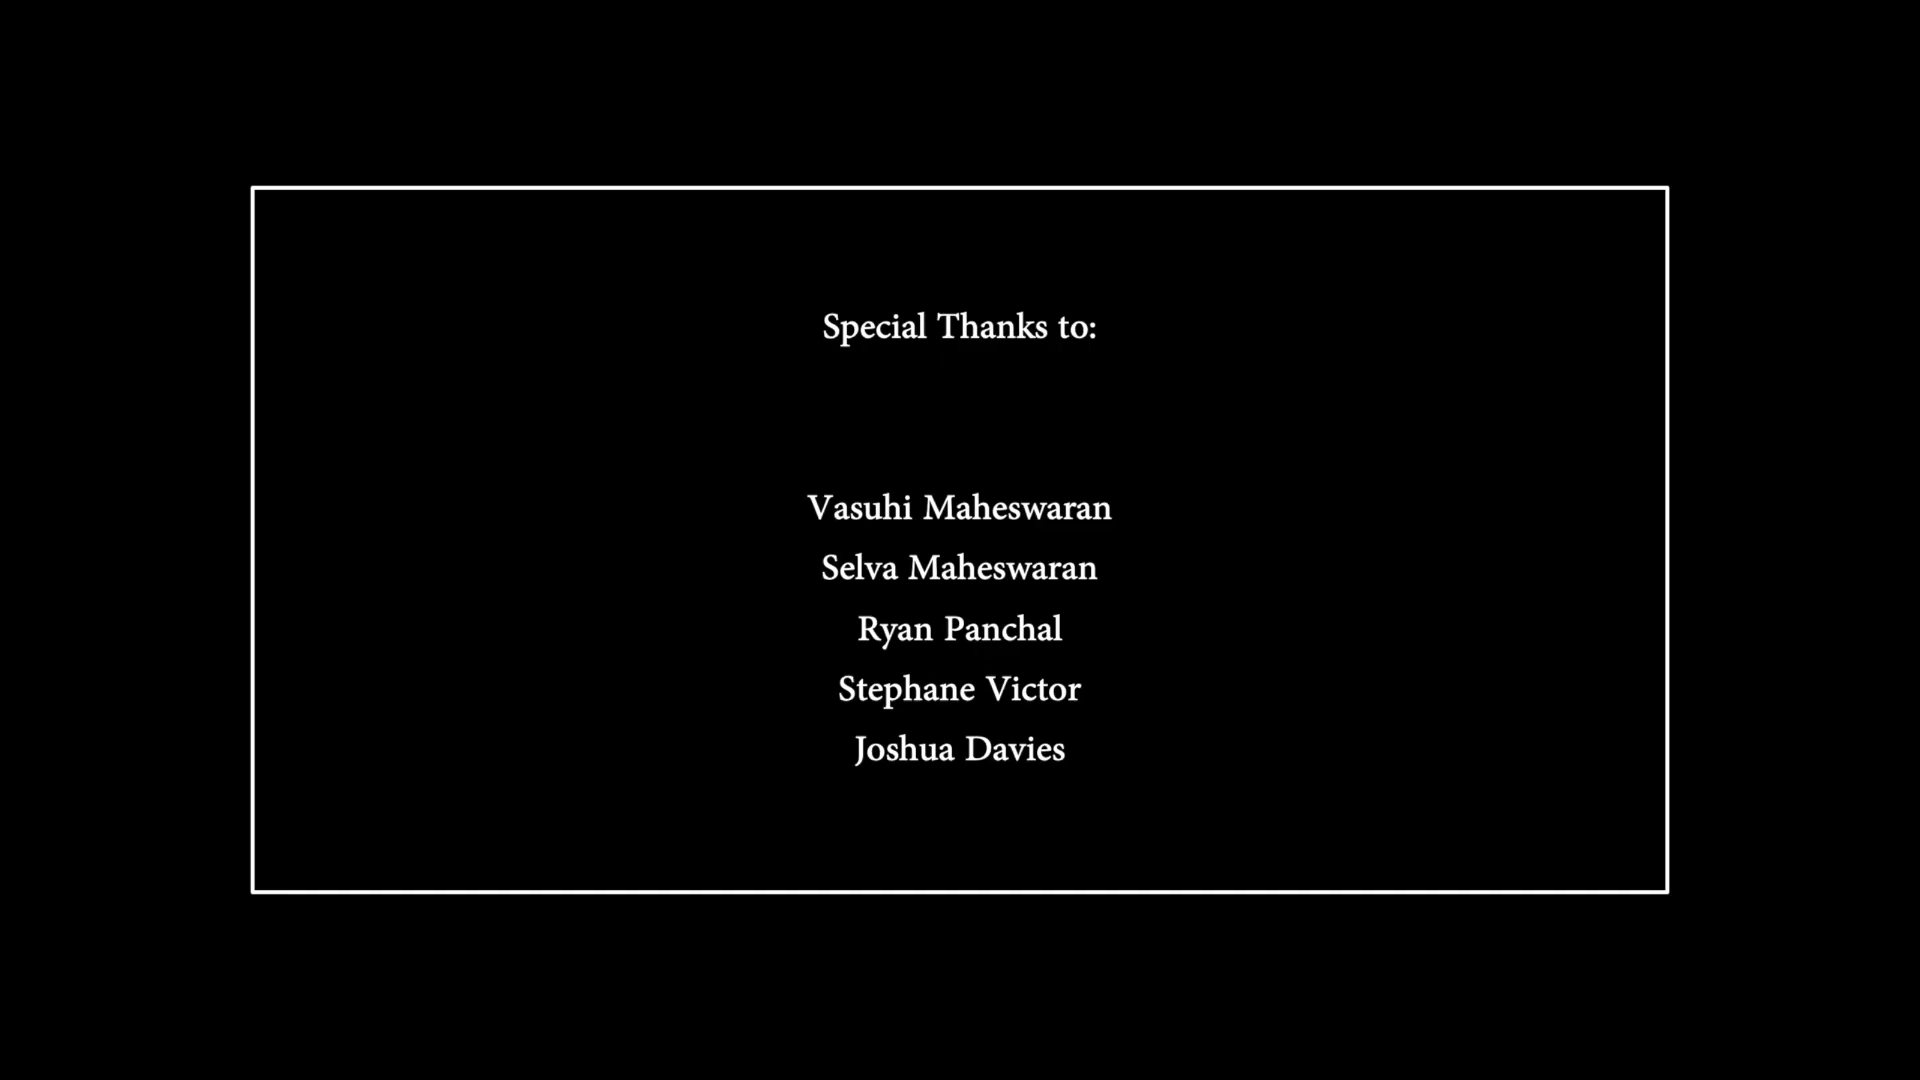 Special Thanks to:
Vasuhi Maheswaran
Selva Maheswaran
Ryan Panchal
Stephane Victor
Joshua Davies